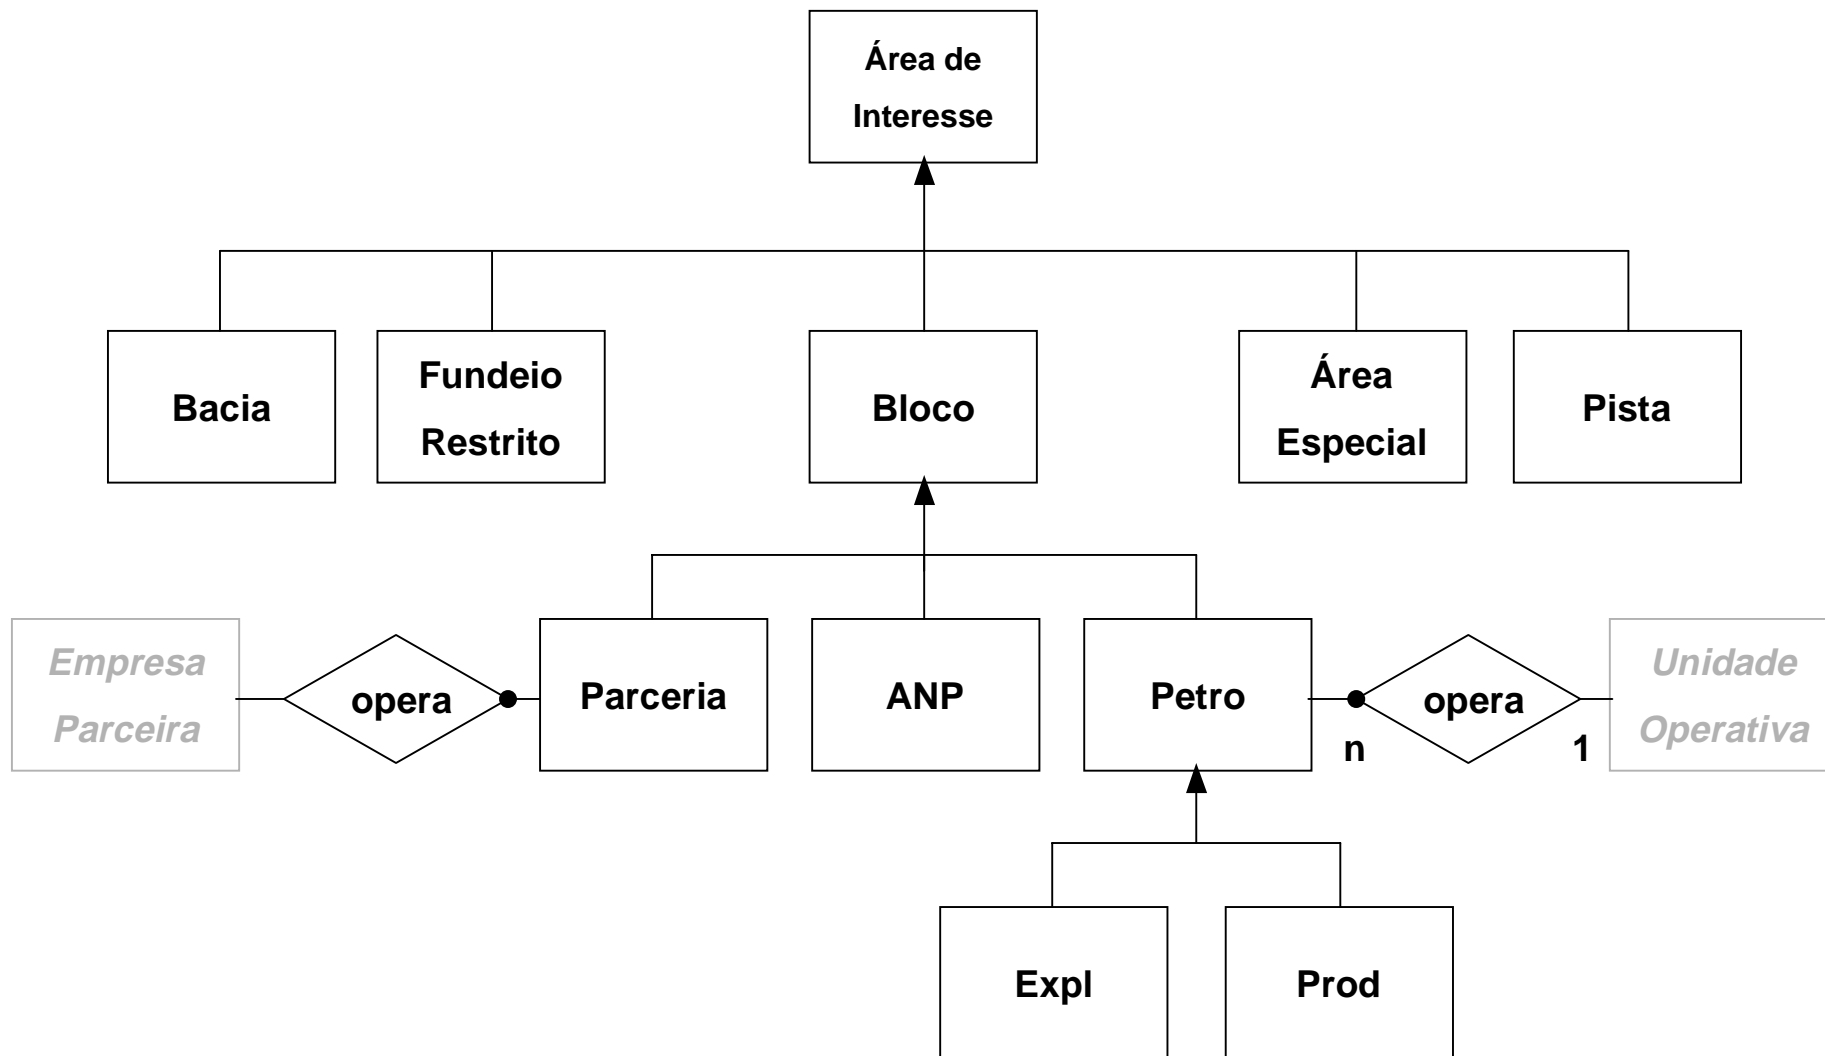 Área de
Interesse
Bacia
Fundeio
Restrito
Bloco
Área
Especial
Pista
Empresa
Parceira
opera
Parceria
ANP
Petro
n
opera
1
Unidade
Operativa
Expl
Prod